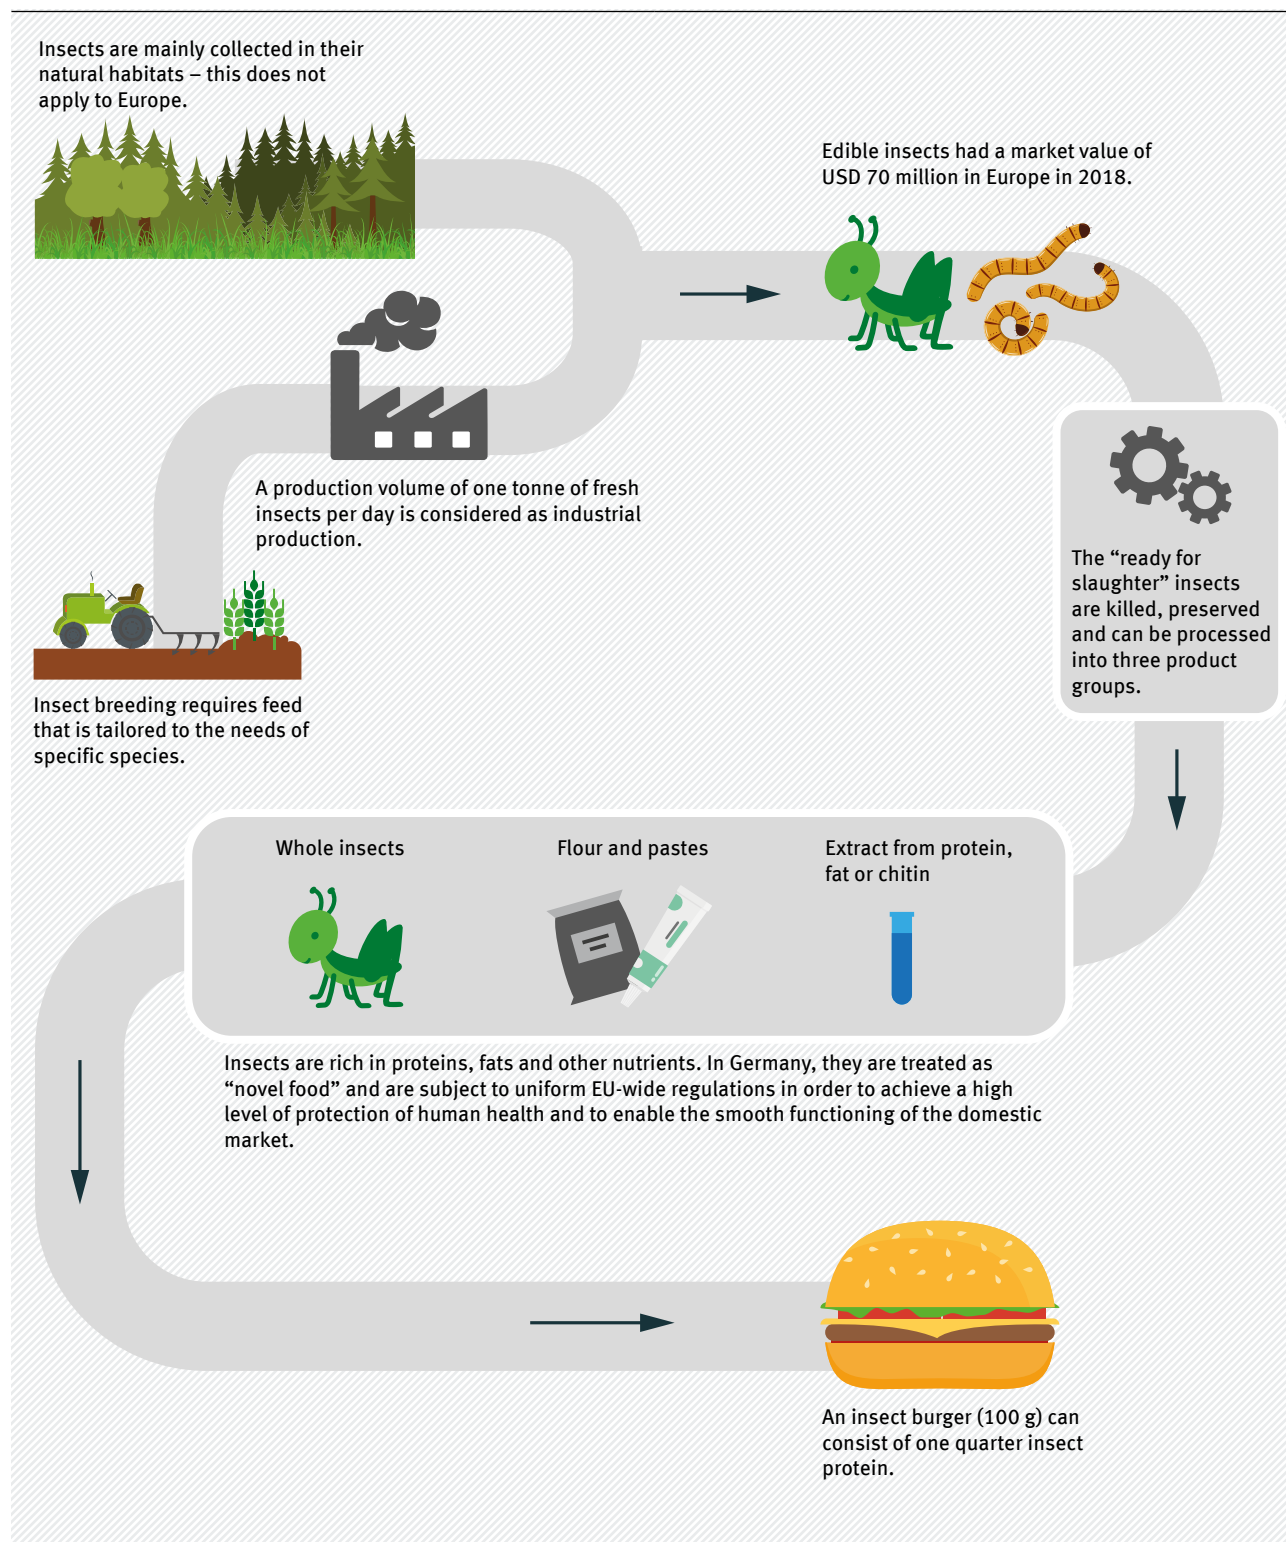 Insects are mainly collected in their
natural habitats – this does not
apply to Europe.
Edible insects had a market value of
USD 70 million in Europe in 2018.
A production volume of one tonne of fresh
insects per day is considered as industrial
production.
The “ready for
slaughter” insects
are killed, preserved
and can be processed
into three product
groups.
Insect breeding requires feed
that is tailored to the needs of
specific species.
Whole insects
Flour and pastes
Extract from protein,
fat or chitin
Insects are rich in proteins, fats and other nutrients. In Germany, they are treated as
“novel food” and are subject to uniform EU-wide regulations in order to achieve a high
level of protection of human health and to enable the smooth functioning of the domestic
market.
An insect burger (100 g) can
consist of one quarter insect
protein.